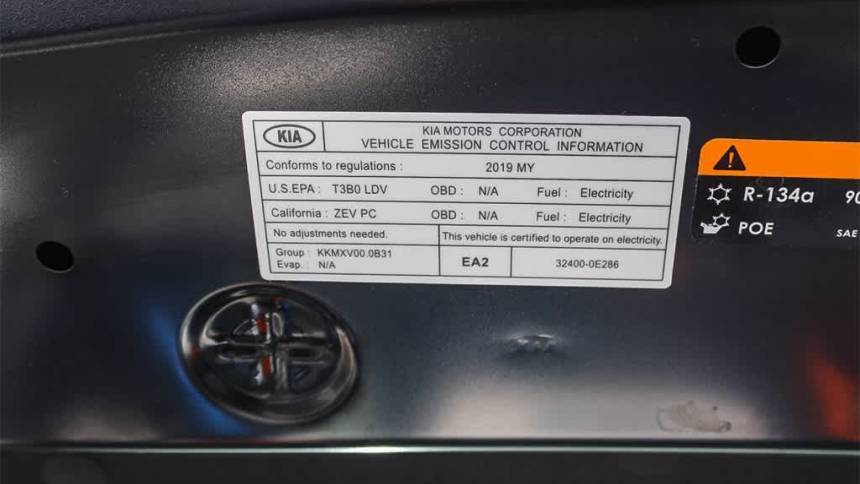 KIA
KIA MOTORS CORPORATION
VEHICLE EMISSION CONTROL INFORMATION
Conforms to regulations : 2019 MY
U.S.EPA : T3B0 LDV OBD : N/A Fuel : Electricity
California : ZEV PC OBD : N/A Fuel : Electricity
No adjustments needed. This vehicle is certified to operate on electricity.
Group : KKMXV00.0B31
Evap. : N/A
EA2 32400-0E286
R-134a 90
POE SAE